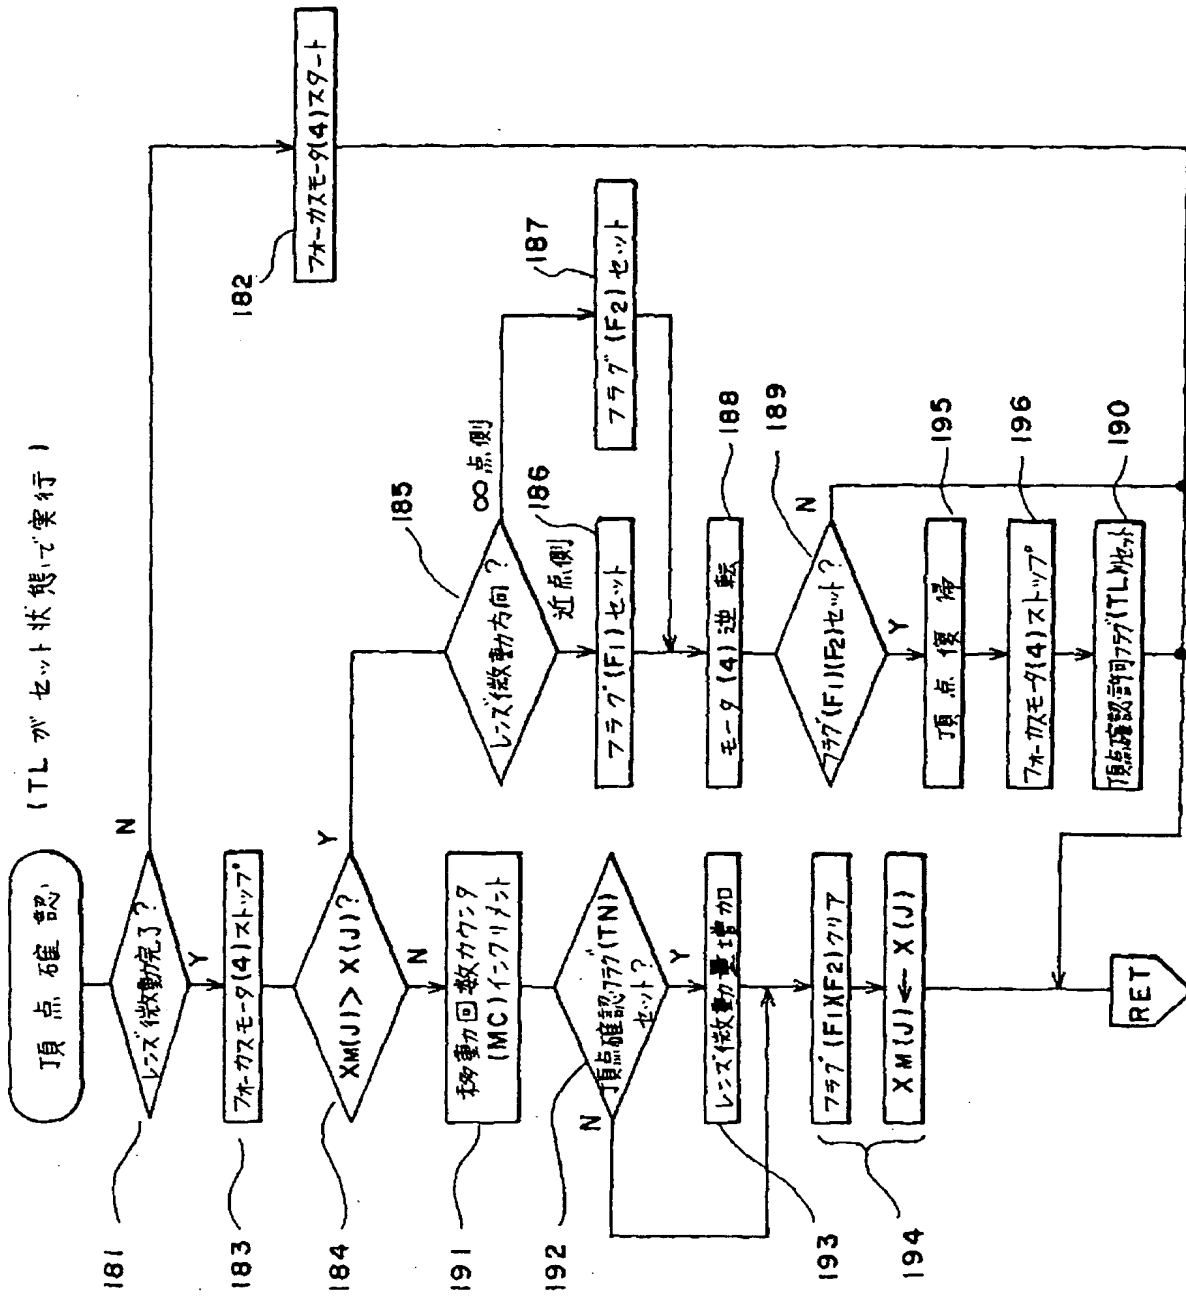 頂点確認 (TLがセット状態で実行)
181
レンズ微動完了?
N
Y
182
フォーカスモータ(4)スタート
183
フォーカスモータ(4)ストップ
184
XM(J)>X(J)?
Y
N
185
レンズ微動方向?
∞点側
近点側
186
フラグ(F1)セット
187
フラグ(F2)セット
188
モータ(4)逆転
189
フラグ(F1)(F2)セット?
N
Y
195
頂点復帰
196
フォーカスモータ(4)ストップ
190
頂点確認許可フラグ(TL)リセット
191
移動回数カウンタ
(MC)インクリメント
192
頂点確認フラグ(TN)
セット?
N
Y
193
レンズ微動量増加
194
フラグ(F1)(F2)クリア
XM(J)←X(J)
RET